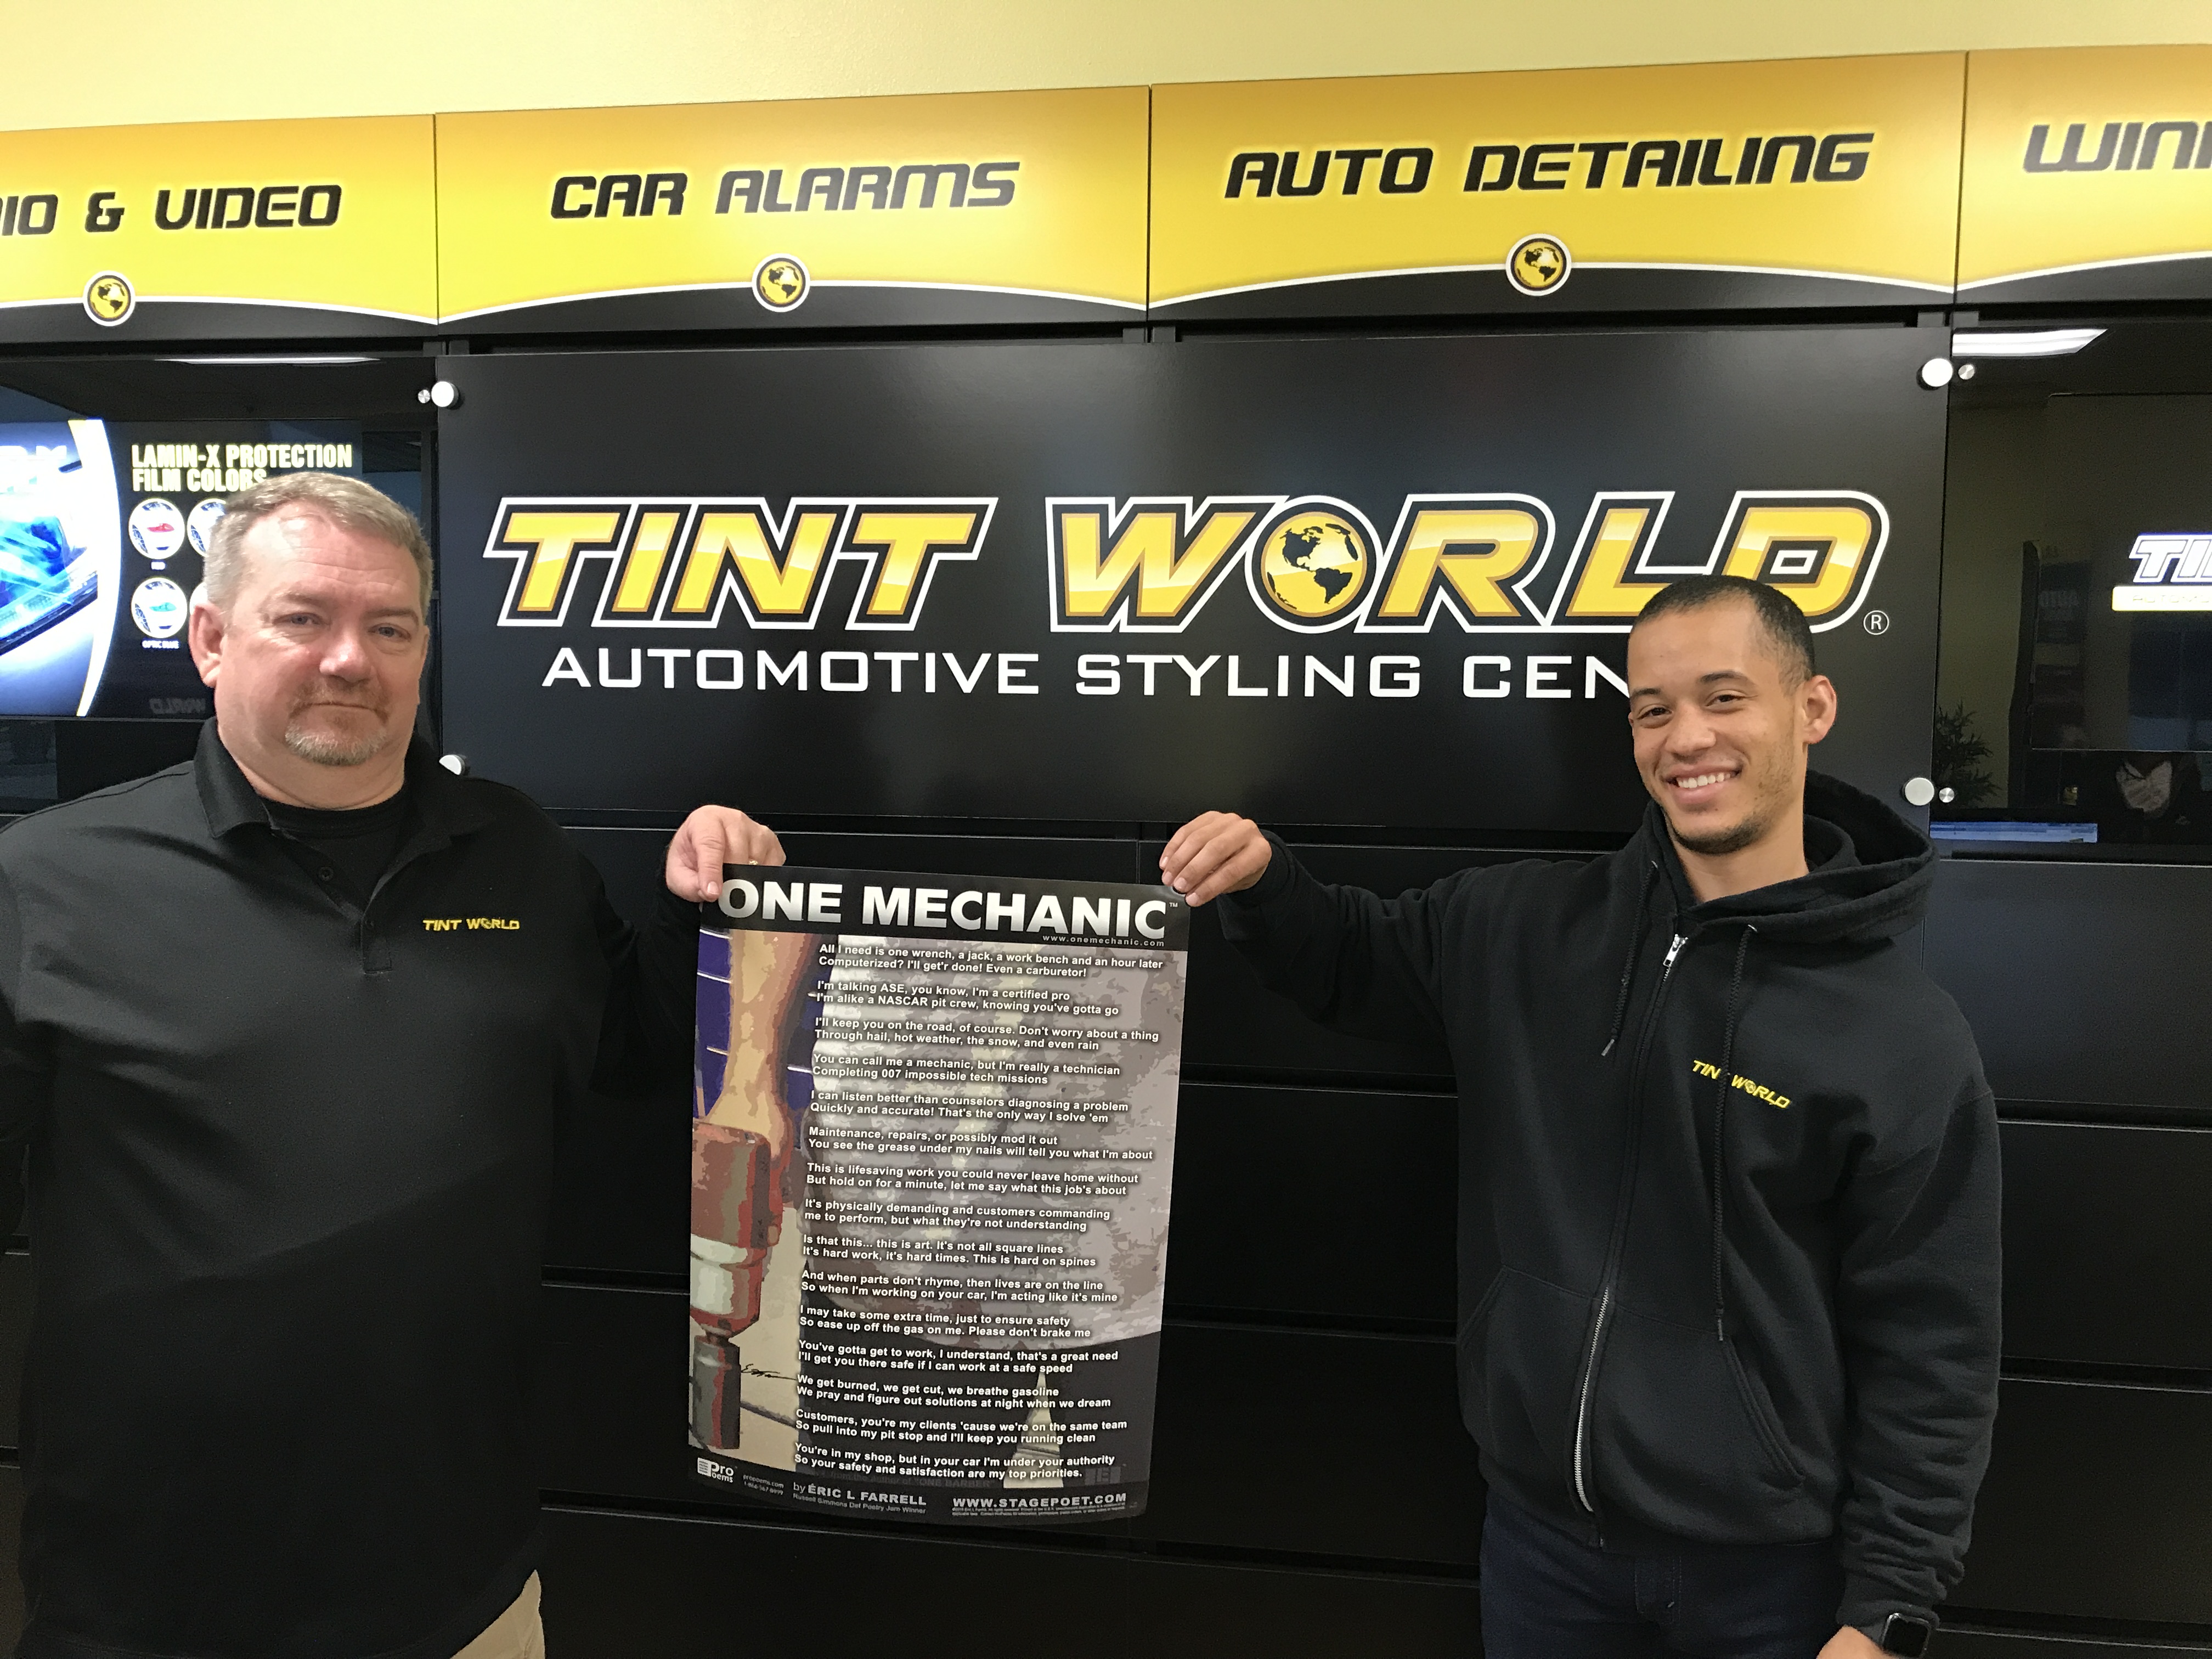 & VIDEO
CAR ALARMS
AUTO DETAILING
LAMIN-X PROTECTION
FILM COLORS
TINT WORLD
®
AUTOMOTIVE STYLING CEN
TINT WORLD
TINT WORLD
ONE MECHANIC™
www.onemechanic.com
All I need is one wrench, a jack, a work bench and an hour later
Computerized? I'll get'r done! Even a carburetor!
I'm talking ASE, you know, I'm a certified pro
I'm alike a NASCAR pit crew, knowing you've gotta go
I'll keep you on the road, of course. Don't worry about a thing
Through hail, hot weather, the snow, and even rain
You can call me a mechanic, but I'm really a technician
Completing 007 impossible tech missions
I can listen better than counselors diagnosing a problem
Quickly and accurate! That's the only way I solve 'em
Maintenance, repairs, or possibly mod it out
You see the grease under my nails will tell you what I'm about
This is lifesaving work you could never leave home without
But hold on for a minute, let me say what this job's about
It's physically demanding and customers commanding
me to perform, but what they're not understanding
Is that this... this is art. It's not all square lines
It's hard work, it's hard times. This is hard on spines
And when parts don't rhyme, then lives are on the line
So when I'm working on your car, I'm acting like it's mine
I may take some extra time, just to ensure safety
So ease up off the gas on me. Please don't brake me
You've gotta get to work, I understand, that's a great need
I'll get you there safe if I can work at a safe speed
We get burned, we get cut, we breathe gasoline
We pray and figure out solutions at night when we dream
Customers, you're my clients 'cause we're on the same team
So pull into my pit stop and I'll keep you running clean
You're in my shop, but in your car I'm under your authority
So your safety and satisfaction are my top priorities.
Pro
oems
by ÉRIC L FARRELL
Russell Simmons Def Poetry Jam Winner
WWW.STAGEPOET.COM